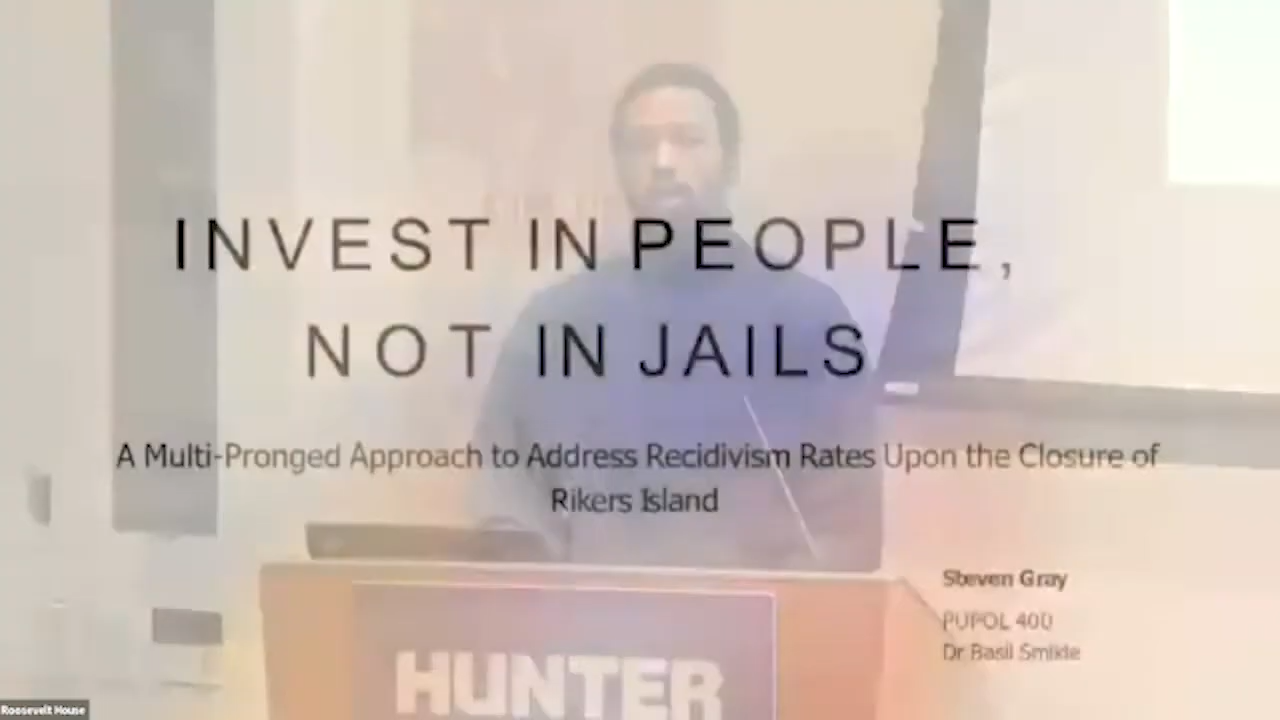 INVEST IN PEOPLE,
NOT IN JAILS
A Multi-Pronged Approach to Address Recidivism Rates Upon the Closure of
Rikers Island
Steven Gray
PUPOL 400
Dr Basil Smikle
HUNTER
Roosevelt House